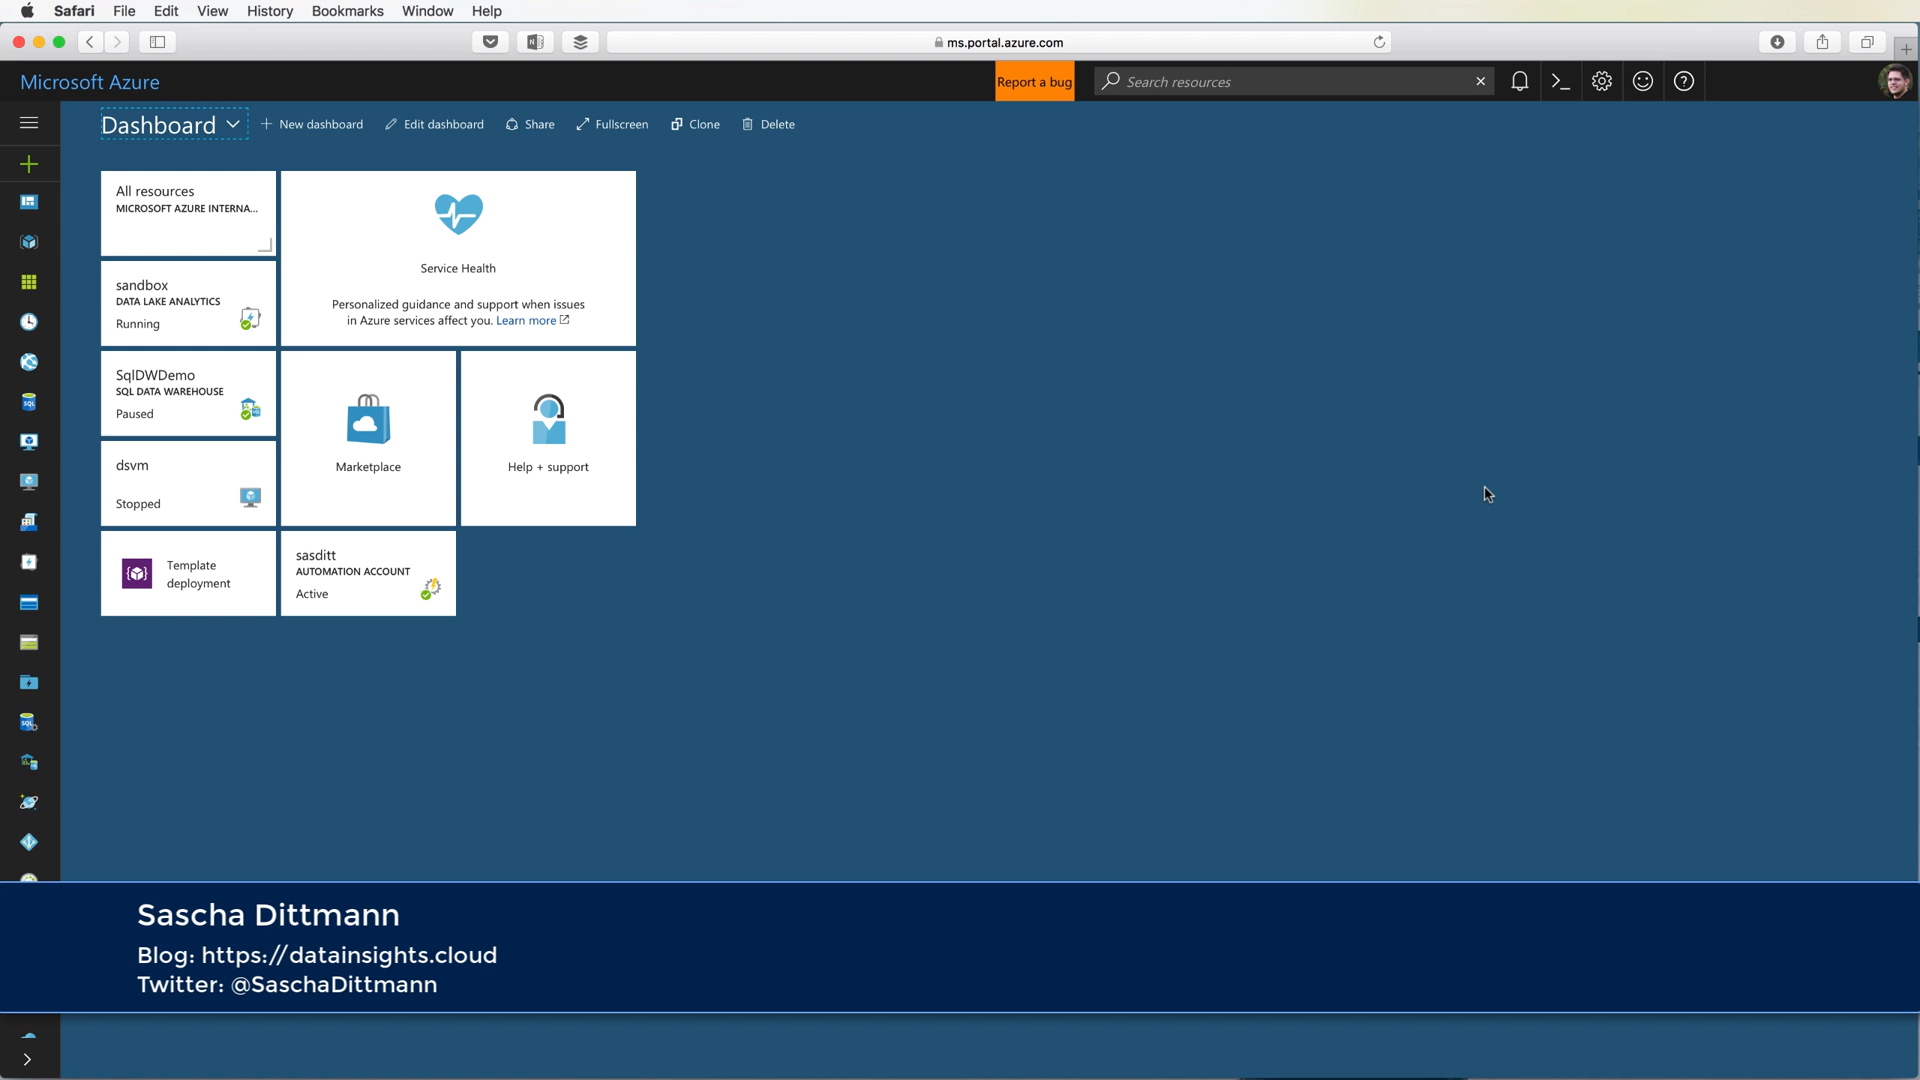 Safari File Edit View History Bookmarks Window Help
ms.portal.azure.com
Microsoft Azure
Report a bug
Search resources
Dashboard
New dashboard
Edit dashboard
Share
Fullscreen
Clone
Delete
All resources
MICROSOFT AZURE INTERNA...
Service Health
Personalized guidance and support when issues
in Azure services affect you. Learn more
sandbox
DATA LAKE ANALYTICS
Running
SqlDWDemo
SQL DATA WAREHOUSE
Paused
Marketplace
Help + support
dsvm
Stopped
Template
deployment
sasditt
AUTOMATION ACCOUNT
Active
Sascha Dittmann
Blog: https://datainsights.cloud
Twitter: @SaschaDittmann